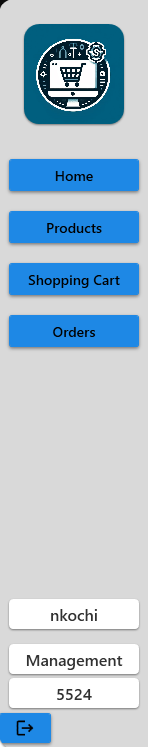 Home
Products
Shopping Cart
Orders
nkochi
Management
5524